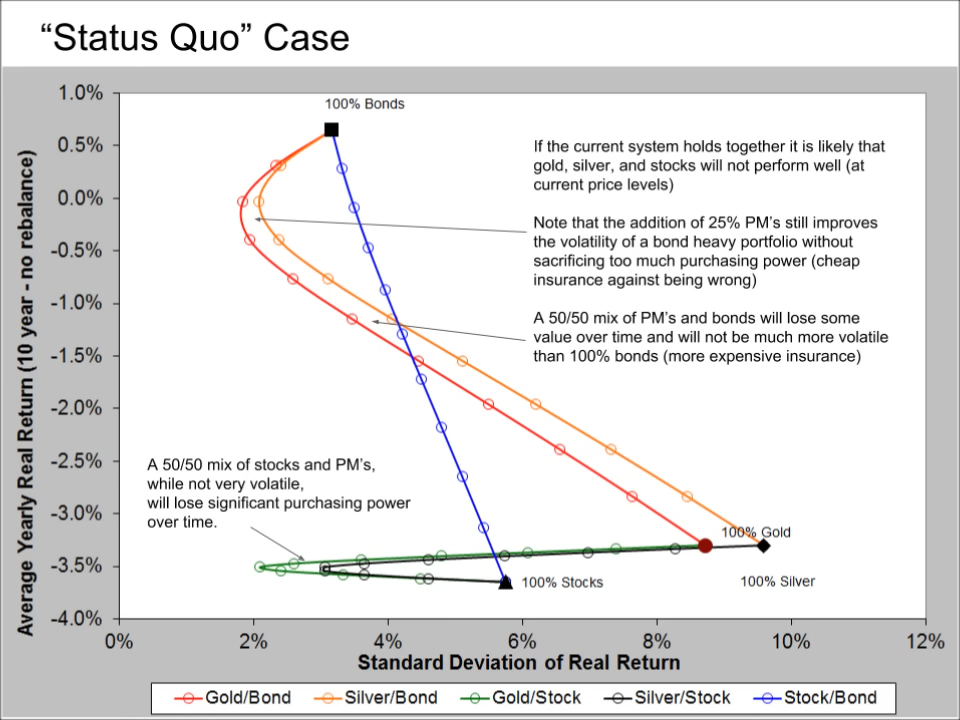 “Status Quo” Case
1.0%
0.5%
0.0%
-0.5%
-1.0%
-1.5%
-2.0%
-2.5%
-3.0%
-3.5%
-4.0%
Average Yearly Real Return (10 year - no rebalance)
100% Bonds
If the current system holds together it is likely that
gold, silver, and stocks will not perform well (at
current price levels)
Note that the addition of 25% PM’s still improves
the volatility of a bond heavy portfolio without
sacrificing too much purchasing power (cheap
insurance against being wrong)
A 50/50 mix of PM’s and bonds will lose some
value over time and will not be much more volatile
than 100% bonds (more expensive insurance)
A 50/50 mix of stocks and PM’s,
while not very volatile,
will lose significant purchasing power
over time.
100% Gold
100% Stocks
100% Silver
0%
2%
4%
6%
8%
10%
12%
Standard Deviation of Real Return
Gold/Bond
Silver/Bond
Gold/Stock
Silver/Stock
Stock/Bond